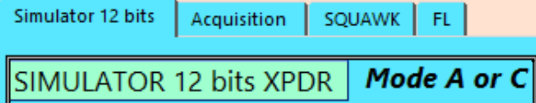 Simulator 12 bits Acquisition SQUAWK FL
SIMULATOR 12 bits XPDR Mode A or C